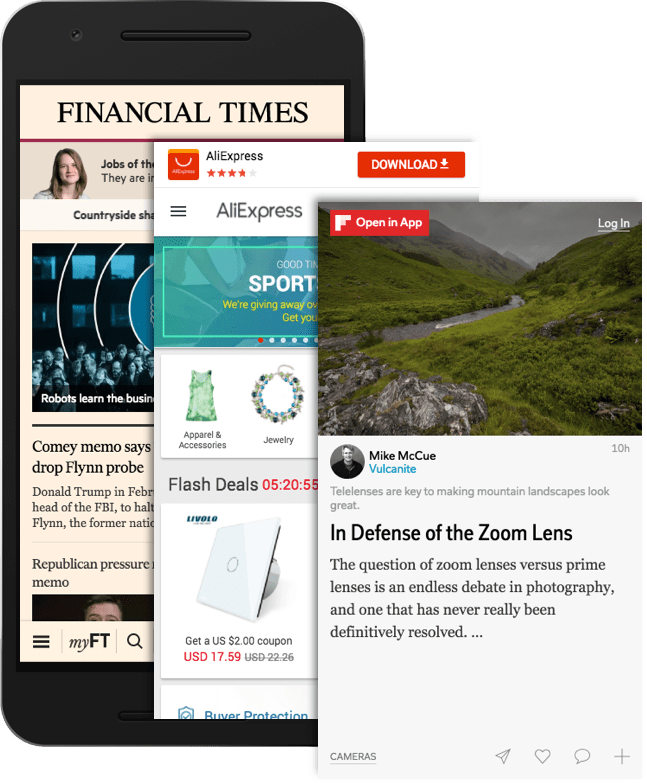 FINANCIAL TIMES
Jobs of the
They are in
Countryside sha
Robots learn the busin
Comey memo says
drop Flynn probe
Donald Trump in Febr
head of the FBI, to halt
Flynn, the former natio
Republican pressure
memo
myFT
AliExpress
AliExpress
DOWNLOAD
AliExpress
GOOD TIM
SPORT
We're giving away ov
Get you
Apparel &
Accessories
Jewelry
Flash Deals 05:20:55
LIVOLO
Get a US $2.00 coupon
USD 17.59 USD 22.26
Buyer Protection
Open in App
Log In
Mike McCue
10h
Vulcanite
Telelenses are key to making mountain landscapes look
great.
In Defense of the Zoom Lens
The question of zoom lenses versus prime
lenses is an endless debate in photography,
and one that has never really been
definitively resolved. ...
CAMERAS